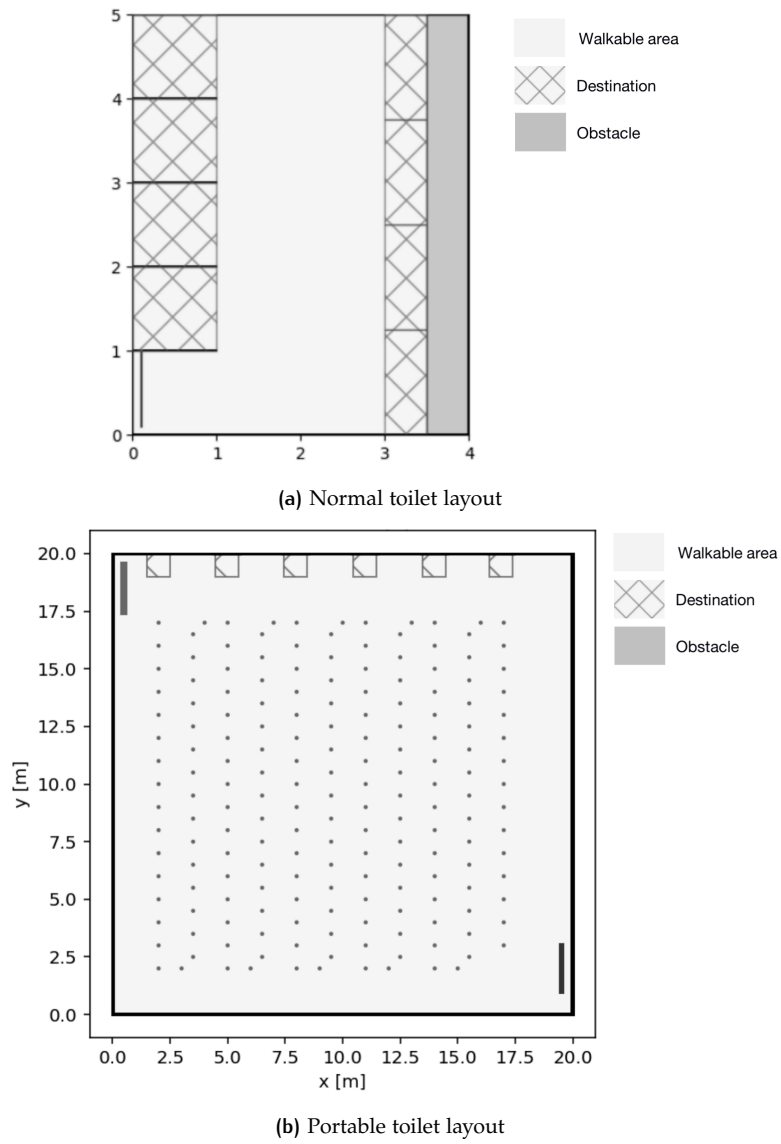 5
4
3
2
1
0
0 1 2 3 4
Walkable area
Destination
Obstacle
(a) Normal toilet layout
20.0
17.5
15.0
12.5
10.0
7.5
5.0
2.5
0.0
y [m]
0.0 2.5 5.0 7.5 10.0 12.5 15.0 17.5 20.0
x [m]
Walkable area
Destination
Obstacle
(b) Portable toilet layout